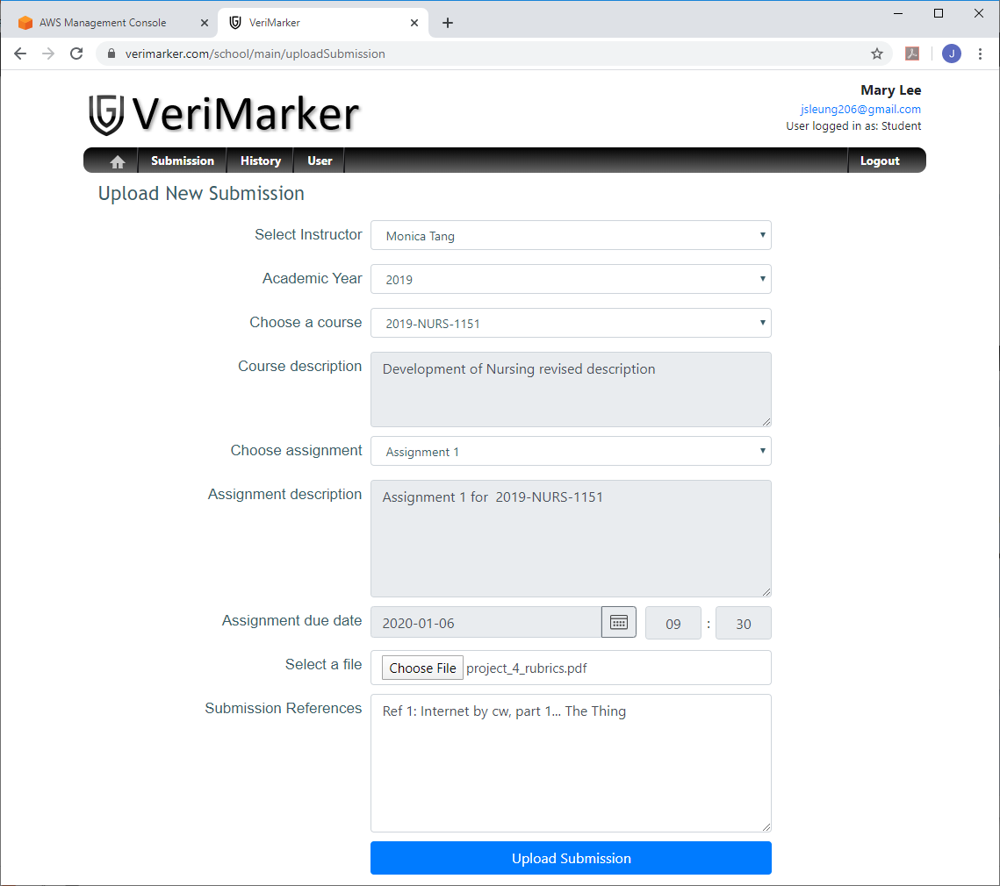 AWS Management Console
VeriMarker
verimarker.com/school/main/uploadSubmission
J
VeriMarker
Mary Lee
jsleung206@gmail.com
User logged in as: Student
Submission History User Logout
Upload New Submission
Select Instructor Monica Tang
Academic Year 2019
Choose a course 2019-NURS-1151
Course description Development of Nursing revised description
Choose assignment Assignment 1
Assignment description Assignment 1 for  2019-NURS-1151
Assignment due date 2020-01-06 09 : 30
Select a file Choose File project_4_rubrics.pdf
Submission References Ref 1: Internet by cw, part 1... The Thing
Upload Submission